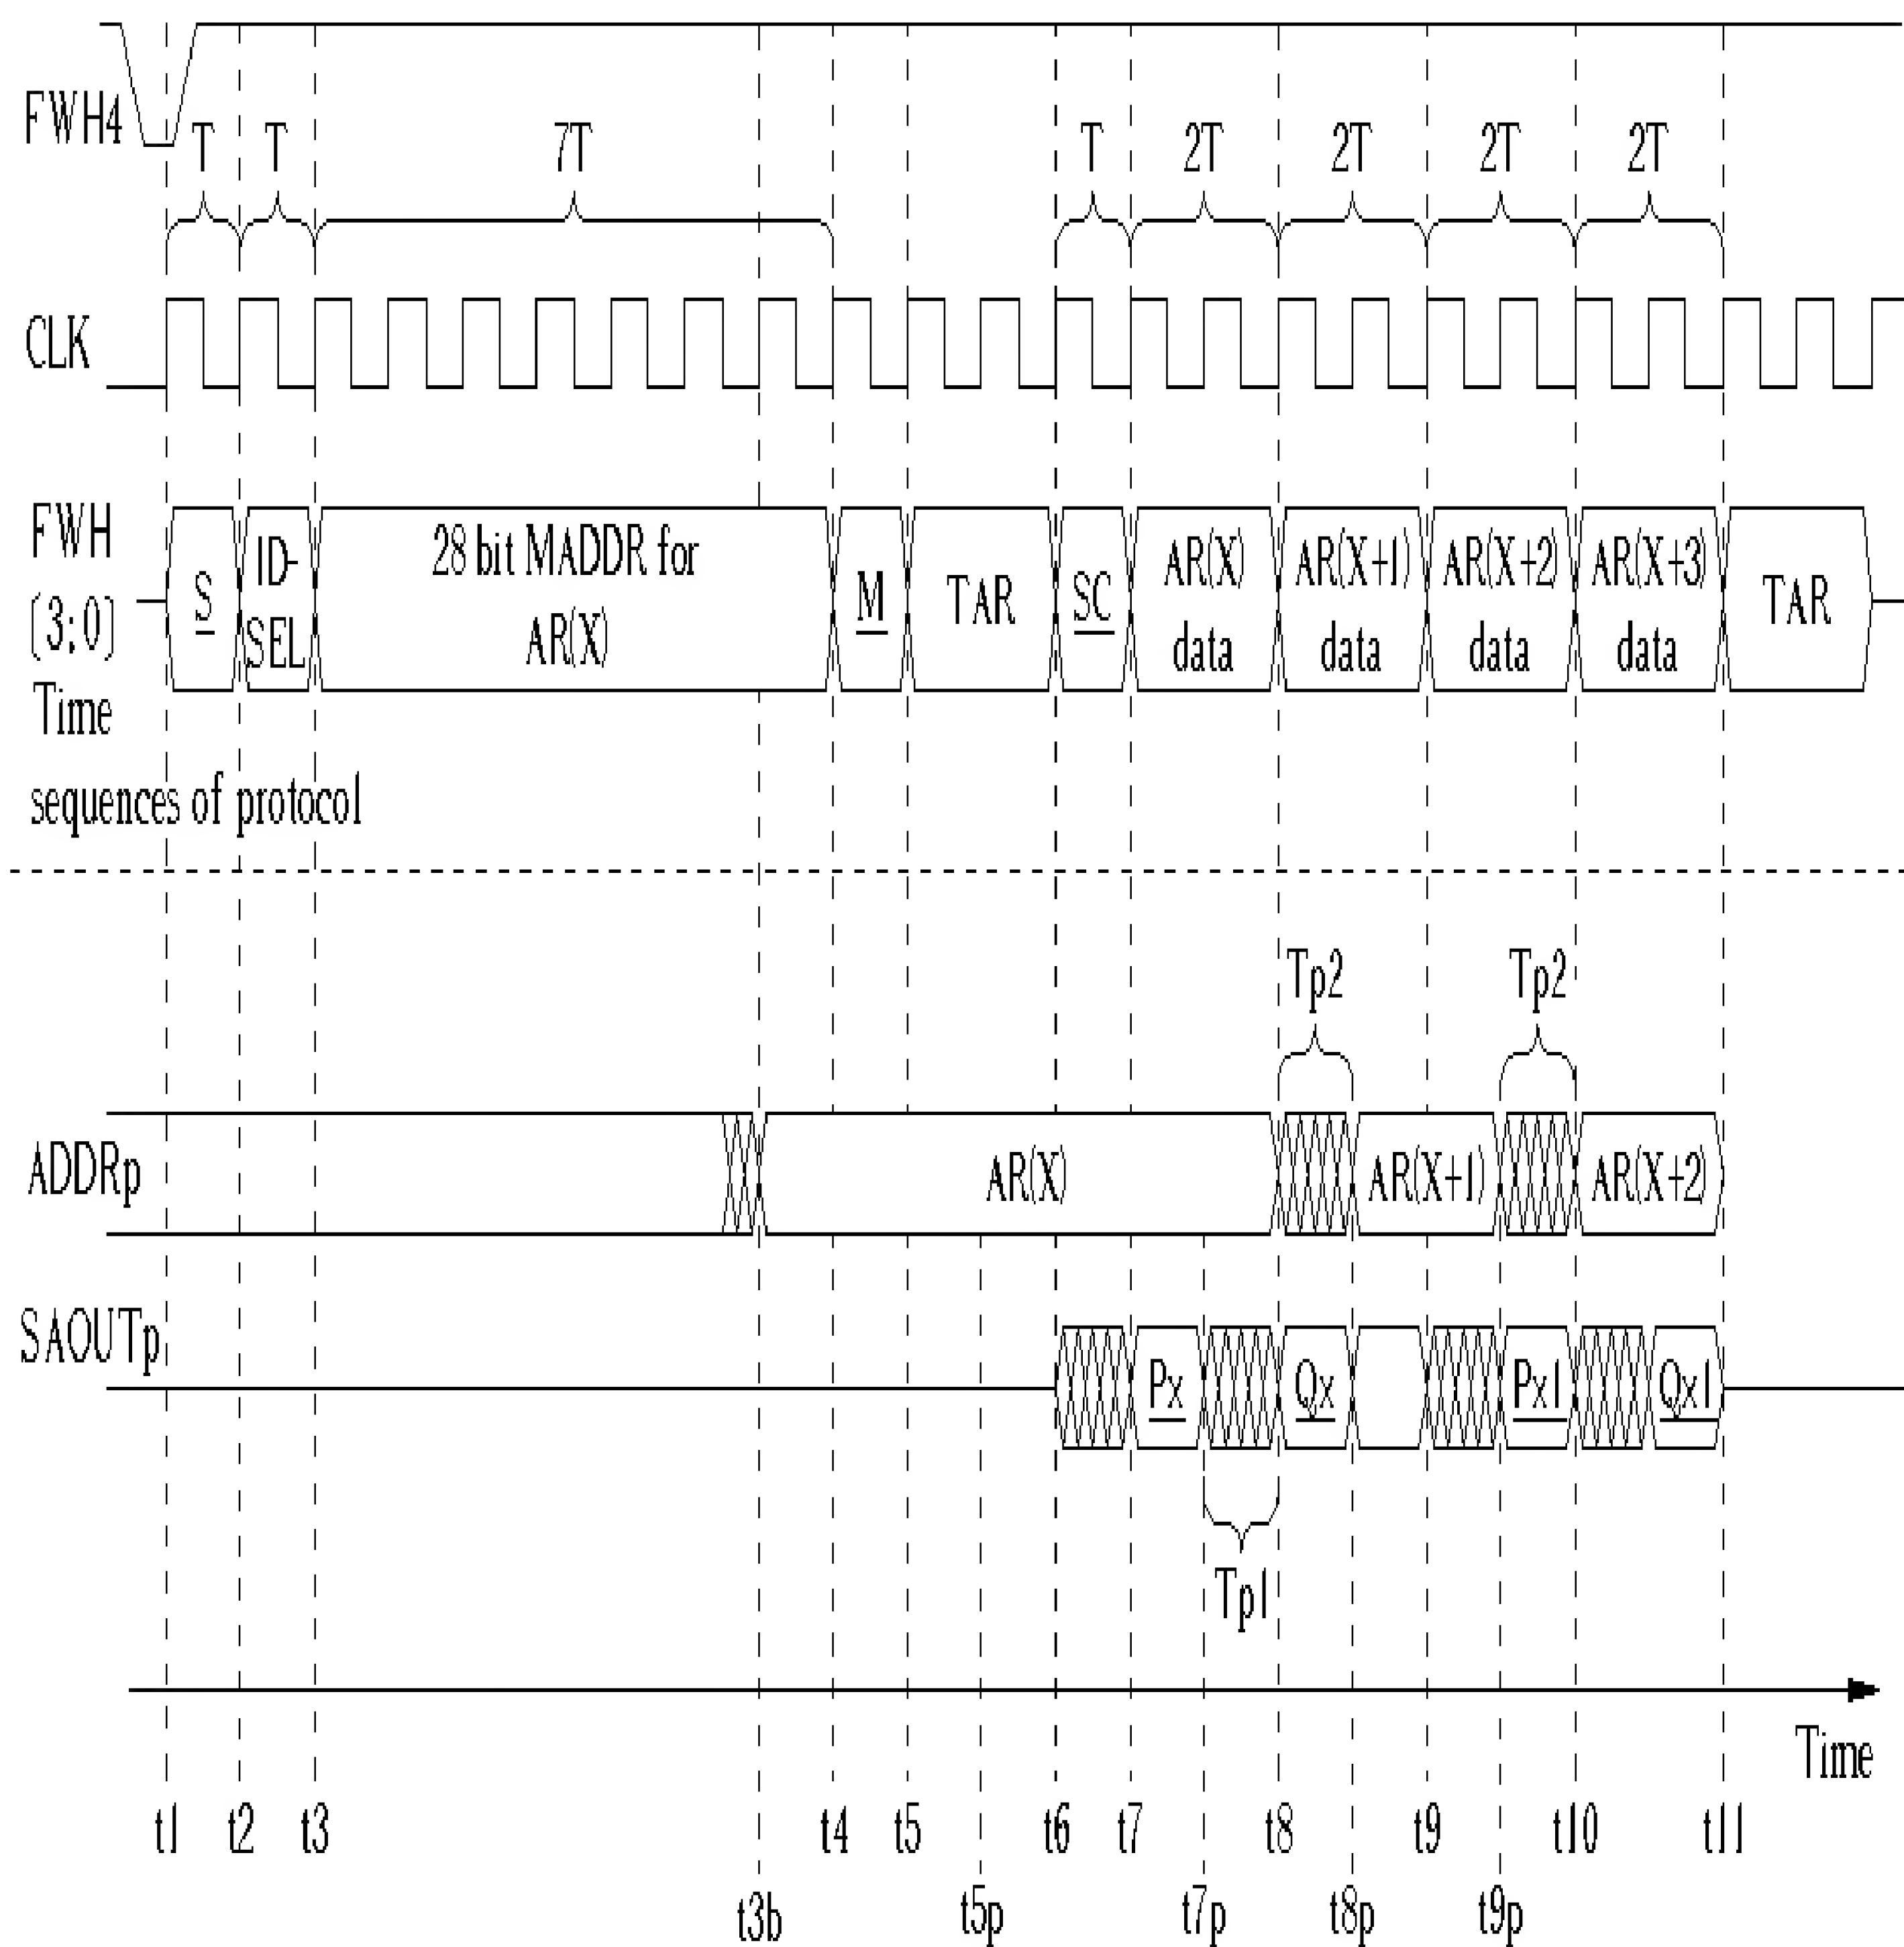 FWH4
T T 7T T 2T 2T 2T 2T
CLK
FWH
(3:0)
Time
sequences of protocol
S
ID-
SEL
28 bit MADDR for
AR(X)
M
TAR
SC
AR(X)
data
AR(X+1)
data
AR(X+2)
data
AR(X+3)
data
TAR
Tp2 Tp2
ADDRp
AR(X) AR(X+1) AR(X+2)
SAOUTp
Px Qx Px1 Qx1
Tp1
Time
t1 t2 t3 t4 t5 t6 t7 t8 t9 t10 t11
t3b t5p t7p t8p t9p